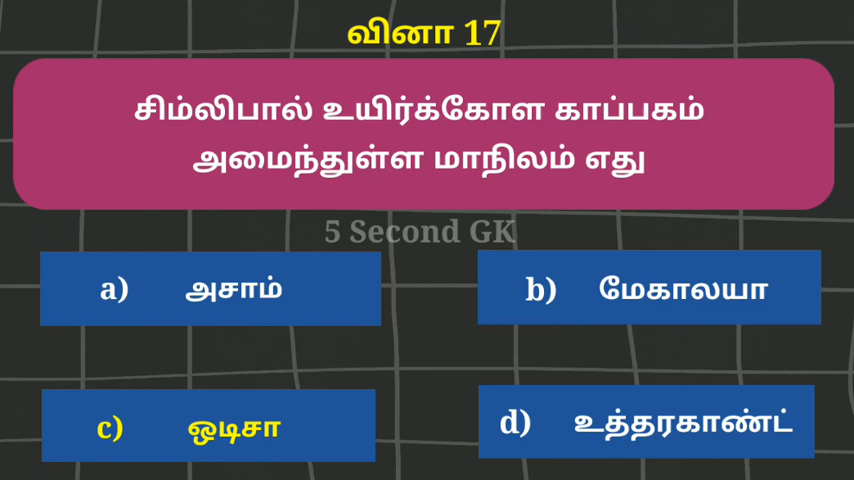 வினா 17
சிம்லிபால் உயிர்க்கோள காப்பகம்
அமைந்துள்ள மாநிலம் எது
5 Second GK
a) அசாம்
b) மேகாலயா
c) ஒடிசா
d) உத்தரகாண்ட்